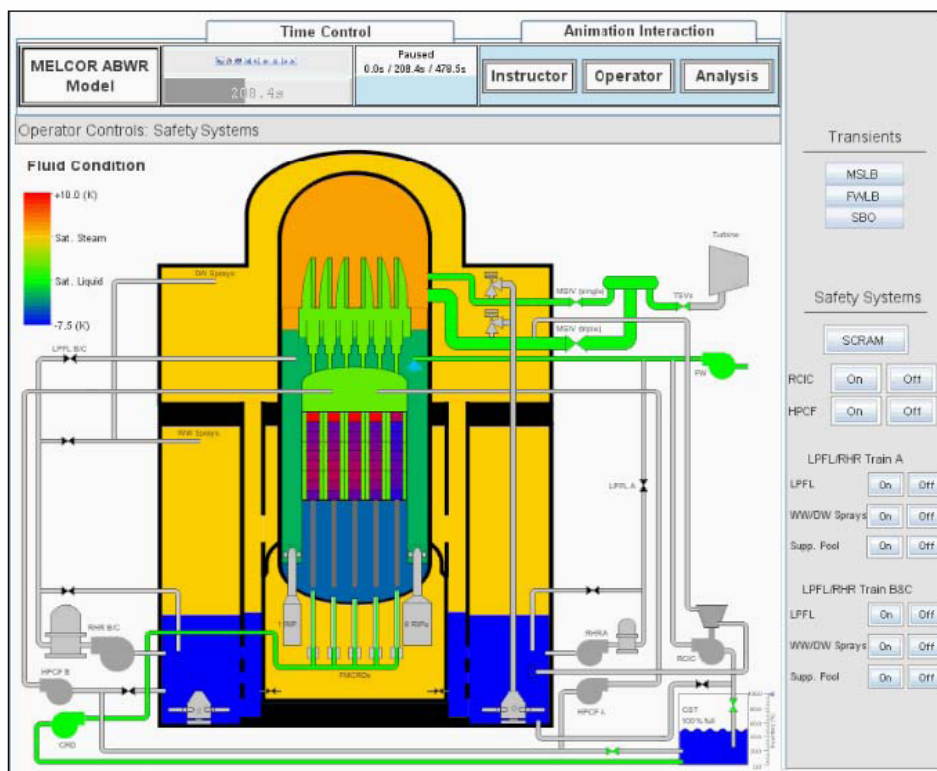 Time Control
Animation Interaction
MELCOR ABWR
Model
208.4s
Paused
0.0s / 208.4s / 478.5s
Instructor
Operator
Analysis
Operator Controls: Safety Systems
Fluid Condition
+10.0 (K)
Sat. Steam
Sat. Liquid
-7.5 (K)
DW Sprays
LPFL B/C
WW Sprays
MSIV (single)
MSIV (triple)
TSVs
Turbine
FW
LPFL A
1 RIP
9 RIPs
RHR B/C
HPCF B
FMCRDs
RHR A
HPCF A
RCIC
CRD
CST
100% full
Transients
MSLB
FWLB
SBO
Safety Systems
SCRAM
RCIC On Off
HPCF On Off
LPFL/RHR Train A
LPFL On Off
WW/DW Sprays On Off
Supp. Pool On Off
LPFL/RHR Train B&C
LPFL On Off
WW/DW Sprays On Off
Supp. Pool On Off